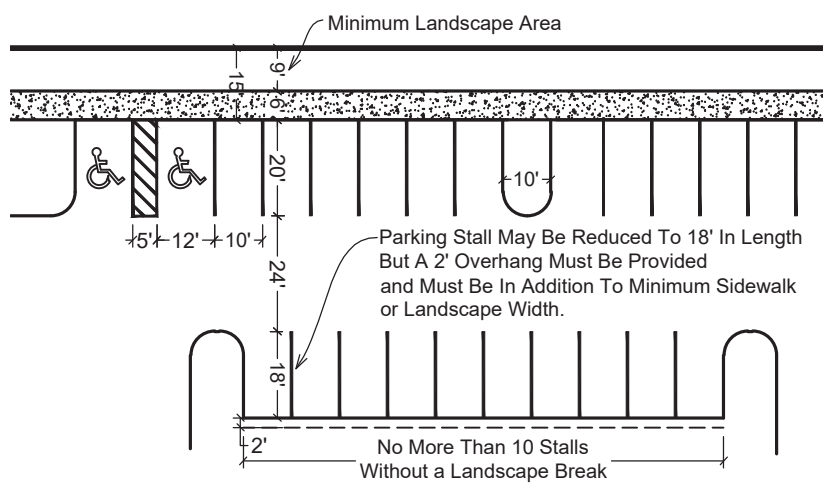 Minimum Landscape Area
9'
15'
6'
20'
10'
5'
12'
10'
Parking Stall May Be Reduced To 18' In Length
But A 2' Overhang Must Be Provided
and Must Be In Addition To Minimum Sidewalk
or Landscape Width.
24'
18'
2'
No More Than 10 Stalls
Without a Landscape Break